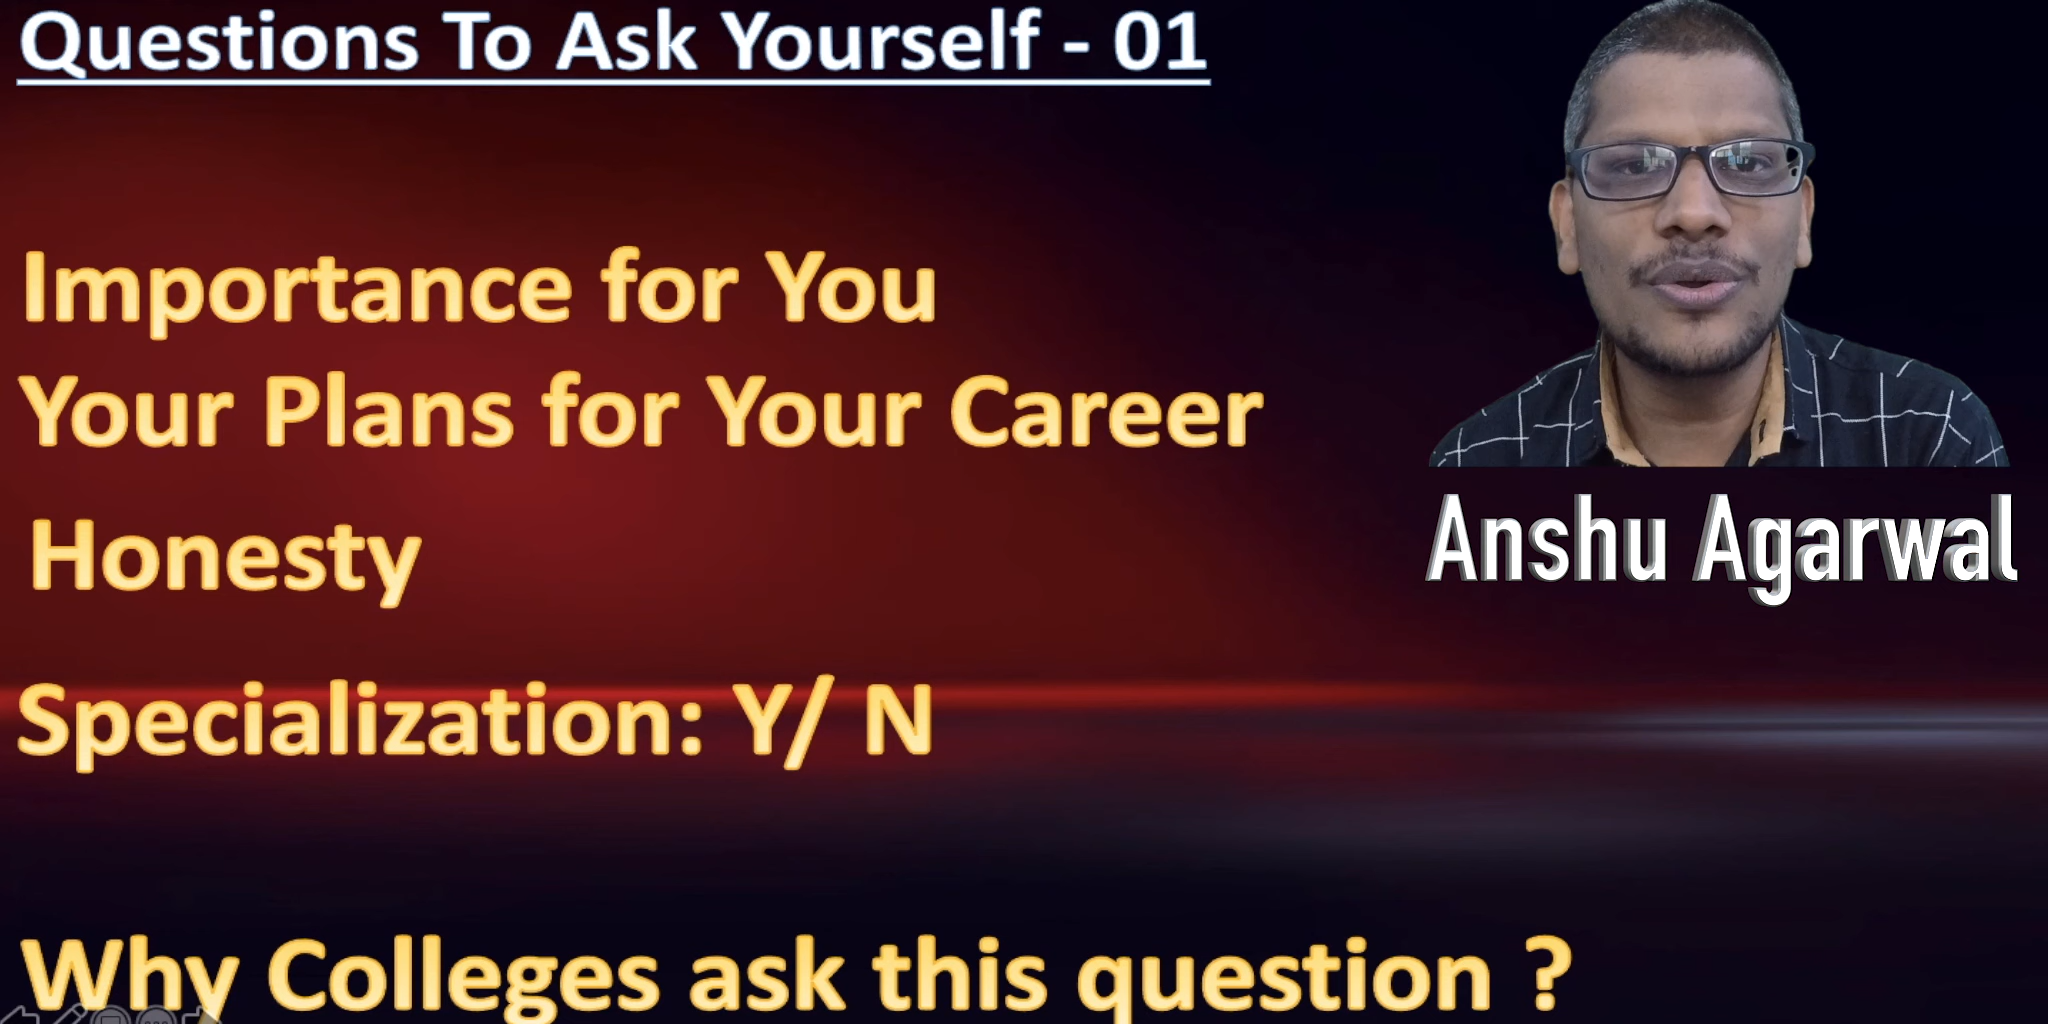 Questions To Ask Yourself - 01
Importance for You
Your Plans for Your Career
Honesty
Anshu Agarwal
Specialization: Y/ N
Why Colleges ask this question ?